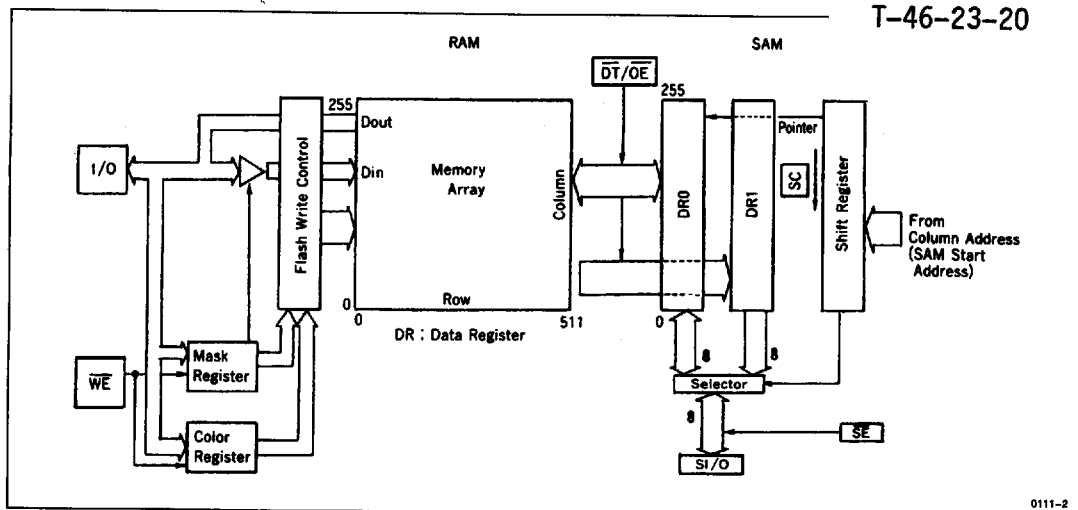 T-46-23-20
RAM
SAM
DT/OE
255
255
Dout
Pointer
I/O
Din
Memory
Array
SC
Flash Write Control
Column
DR0
DR1
Shift Register
From
Column Address
(SAM Start
Address)
0
Row
0
511
0
DR : Data Register
Mask
Register
WE
8
8
Selector
8
Color
Register
SE
SI/O
0111-2